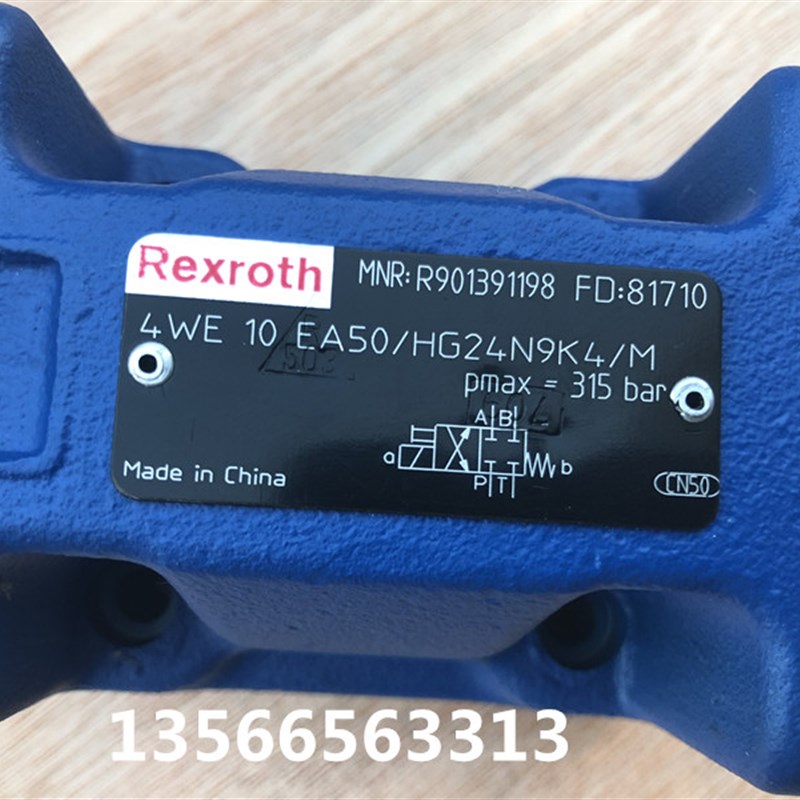 Rexroth MNR: R901391198 FD:81710
4WE 10 EA50/HG24N9K4/M
pmax = 315 bar
A B
a b
P T
Made in China
CN50
13566563313